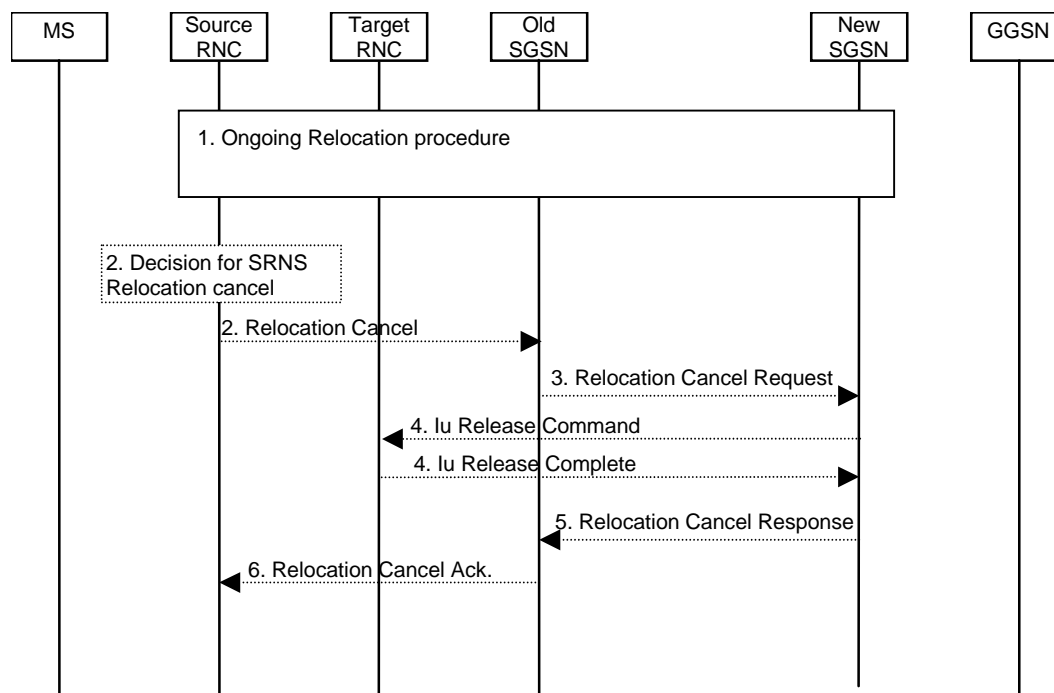 MS
Source
RNC
Target
RNC
Old
SGSN
New
SGSN
GGSN
1. Ongoing Relocation procedure
2. Decision for SRNS
Relocation cancel
2. Relocation Cancel
3. Relocation Cancel Request
4. Iu Release Command
4. Iu Release Complete
5. Relocation Cancel Response
6. Relocation Cancel Ack.